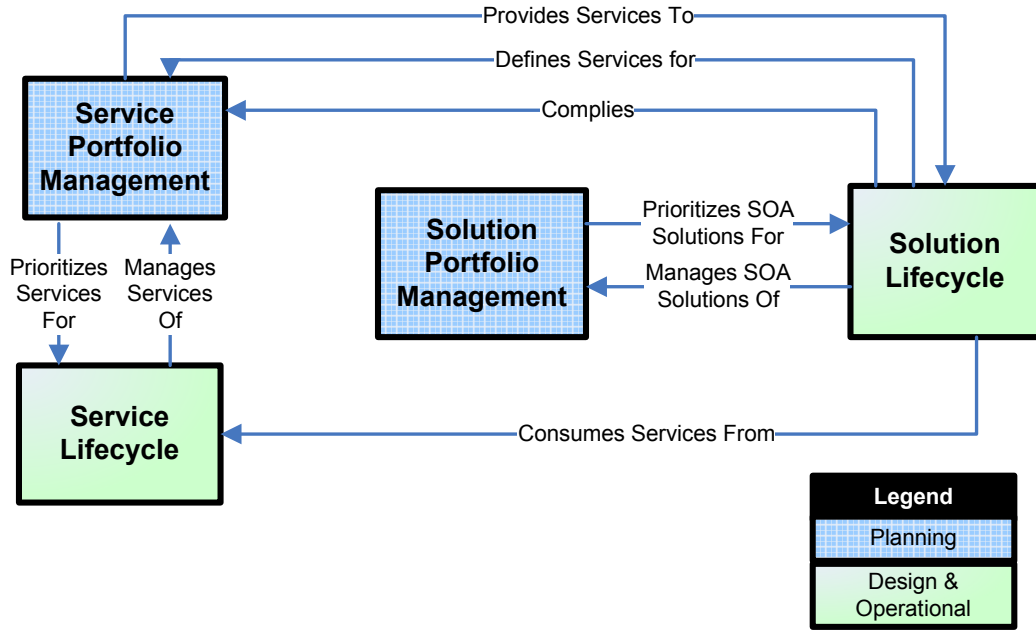 Provides Services To
Defines Services for
Complies
Service
Portfolio
Management
Solution
Portfolio
Management
Prioritizes SOA
Solutions For
Manages SOA
Solutions Of
Solution
Lifecycle
Prioritizes
Services
For
Manages
Services
Of
Service
Lifecycle
Consumes Services From
Legend
Planning
Design &
Operational